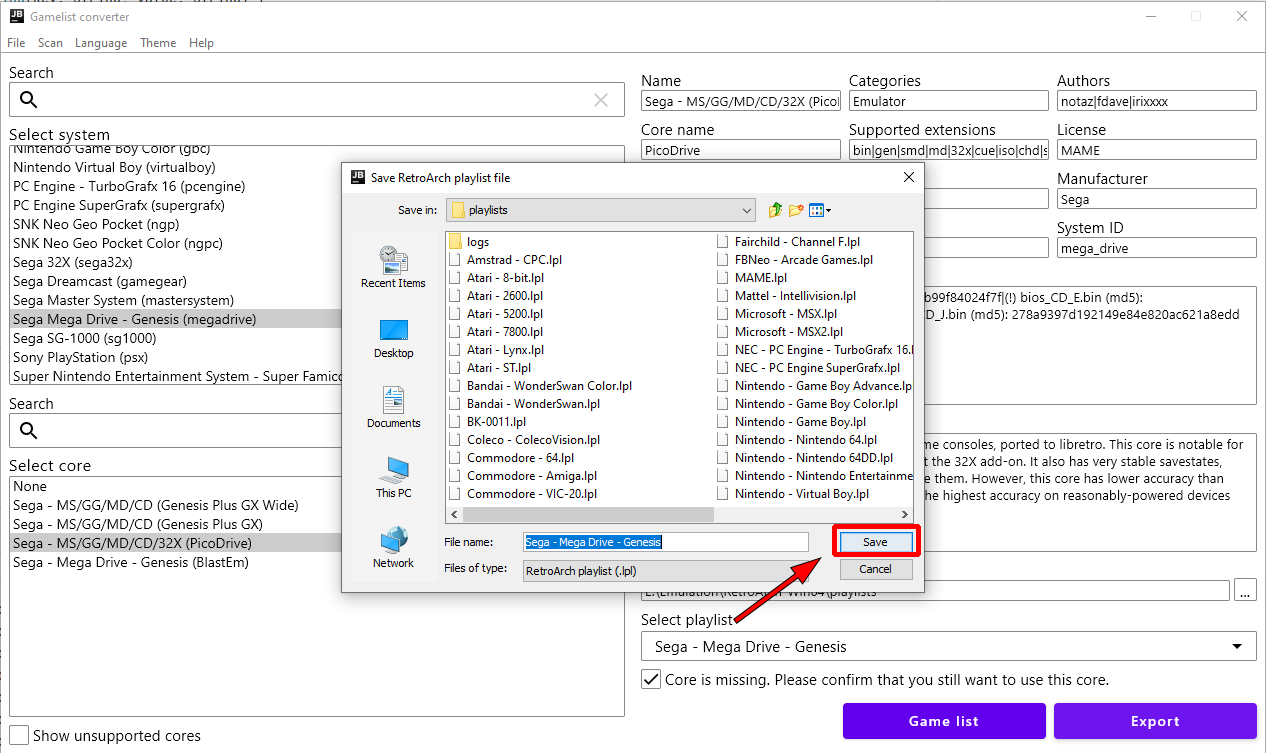 Gamelist converter
File Scan Language Theme Help
Search
Select system
Nintendo Game Boy Color (gbc)
Nintendo Virtual Boy (virtualboy)
PC Engine - TurboGrafx 16 (pcengine)
PC Engine SuperGrafx (supergrafx)
SNK Neo Geo Pocket (ngp)
SNK Neo Geo Pocket Color (ngpc)
Sega 32X (sega32x)
Sega Dreamcast (gamegear)
Sega Master System (mastersystem)
Sega Mega Drive - Genesis (megadrive)
Sega SG-1000 (sg1000)
Sony PlayStation (psx)
Super Nintendo Entertainment System - Super Famico
Search
Select core
None
Sega - MS/GG/MD/CD (Genesis Plus GX Wide)
Sega - MS/GG/MD/CD (Genesis Plus GX)
Sega - MS/GG/MD/CD/32X (PicoDrive)
Sega - Mega Drive - Genesis (BlastEm)
Show unsupported cores
Name
Sega - MS/GG/MD/CD/32X (Picol
Categories
Emulator
Authors
notaz|fdave|irixxxx
Core name
PicoDrive
Supported extensions
bin|gen|smd|md|32x|cue|iso|chd|s
License
MAME
Manufacturer
Sega
System ID
mega_drive
b99f84024f7f|(!) bios_CD_E.bin (md5):
CD_J.bin (md5): 278a9397d192149e84e820ac621a8edd
me consoles, ported to libretro. This core is notable for
t the 32X add-on. It also has very stable savestates,
e them. However, this core has lower accuracy than
he highest accuracy on reasonably-powered devices
...
Select playlist
Sega - Mega Drive - Genesis
Core is missing. Please confirm that you still want to use this core.
Game list
Export
JB Save RetroArch playlist file
Save in: playlists
Recent Items
Desktop
Documents
This PC
Network
logs
Amstrad - CPC.lpl
Atari - 8-bit.lpl
Atari - 2600.lpl
Atari - 5200.lpl
Atari - 7800.lpl
Atari - Lynx.lpl
Atari - ST.lpl
Bandai - WonderSwan Color.lpl
Bandai - WonderSwan.lpl
BK-0011.lpl
Coleco - ColecoVision.lpl
Commodore - 64.lpl
Commodore - Amiga.lpl
Commodore - VIC-20.lpl
Fairchild - Channel F.lpl
FBNeo - Arcade Games.lpl
MAME.lpl
Mattel - Intellivision.lpl
Microsoft - MSX.lpl
Microsoft - MSX2.lpl
NEC - PC Engine - TurboGrafx 16.l
NEC - PC Engine SuperGrafx.lpl
Nintendo - Game Boy Advance.lp
Nintendo - Game Boy Color.lpl
Nintendo - Game Boy.lpl
Nintendo - Nintendo 64.lpl
Nintendo - Nintendo 64DD.lpl
Nintendo - Nintendo Entertainme
Nintendo - Virtual Boy.lpl
File name: Sega - Mega Drive - Genesis
Save
Files of type: RetroArch playlist (.lpl)
Cancel